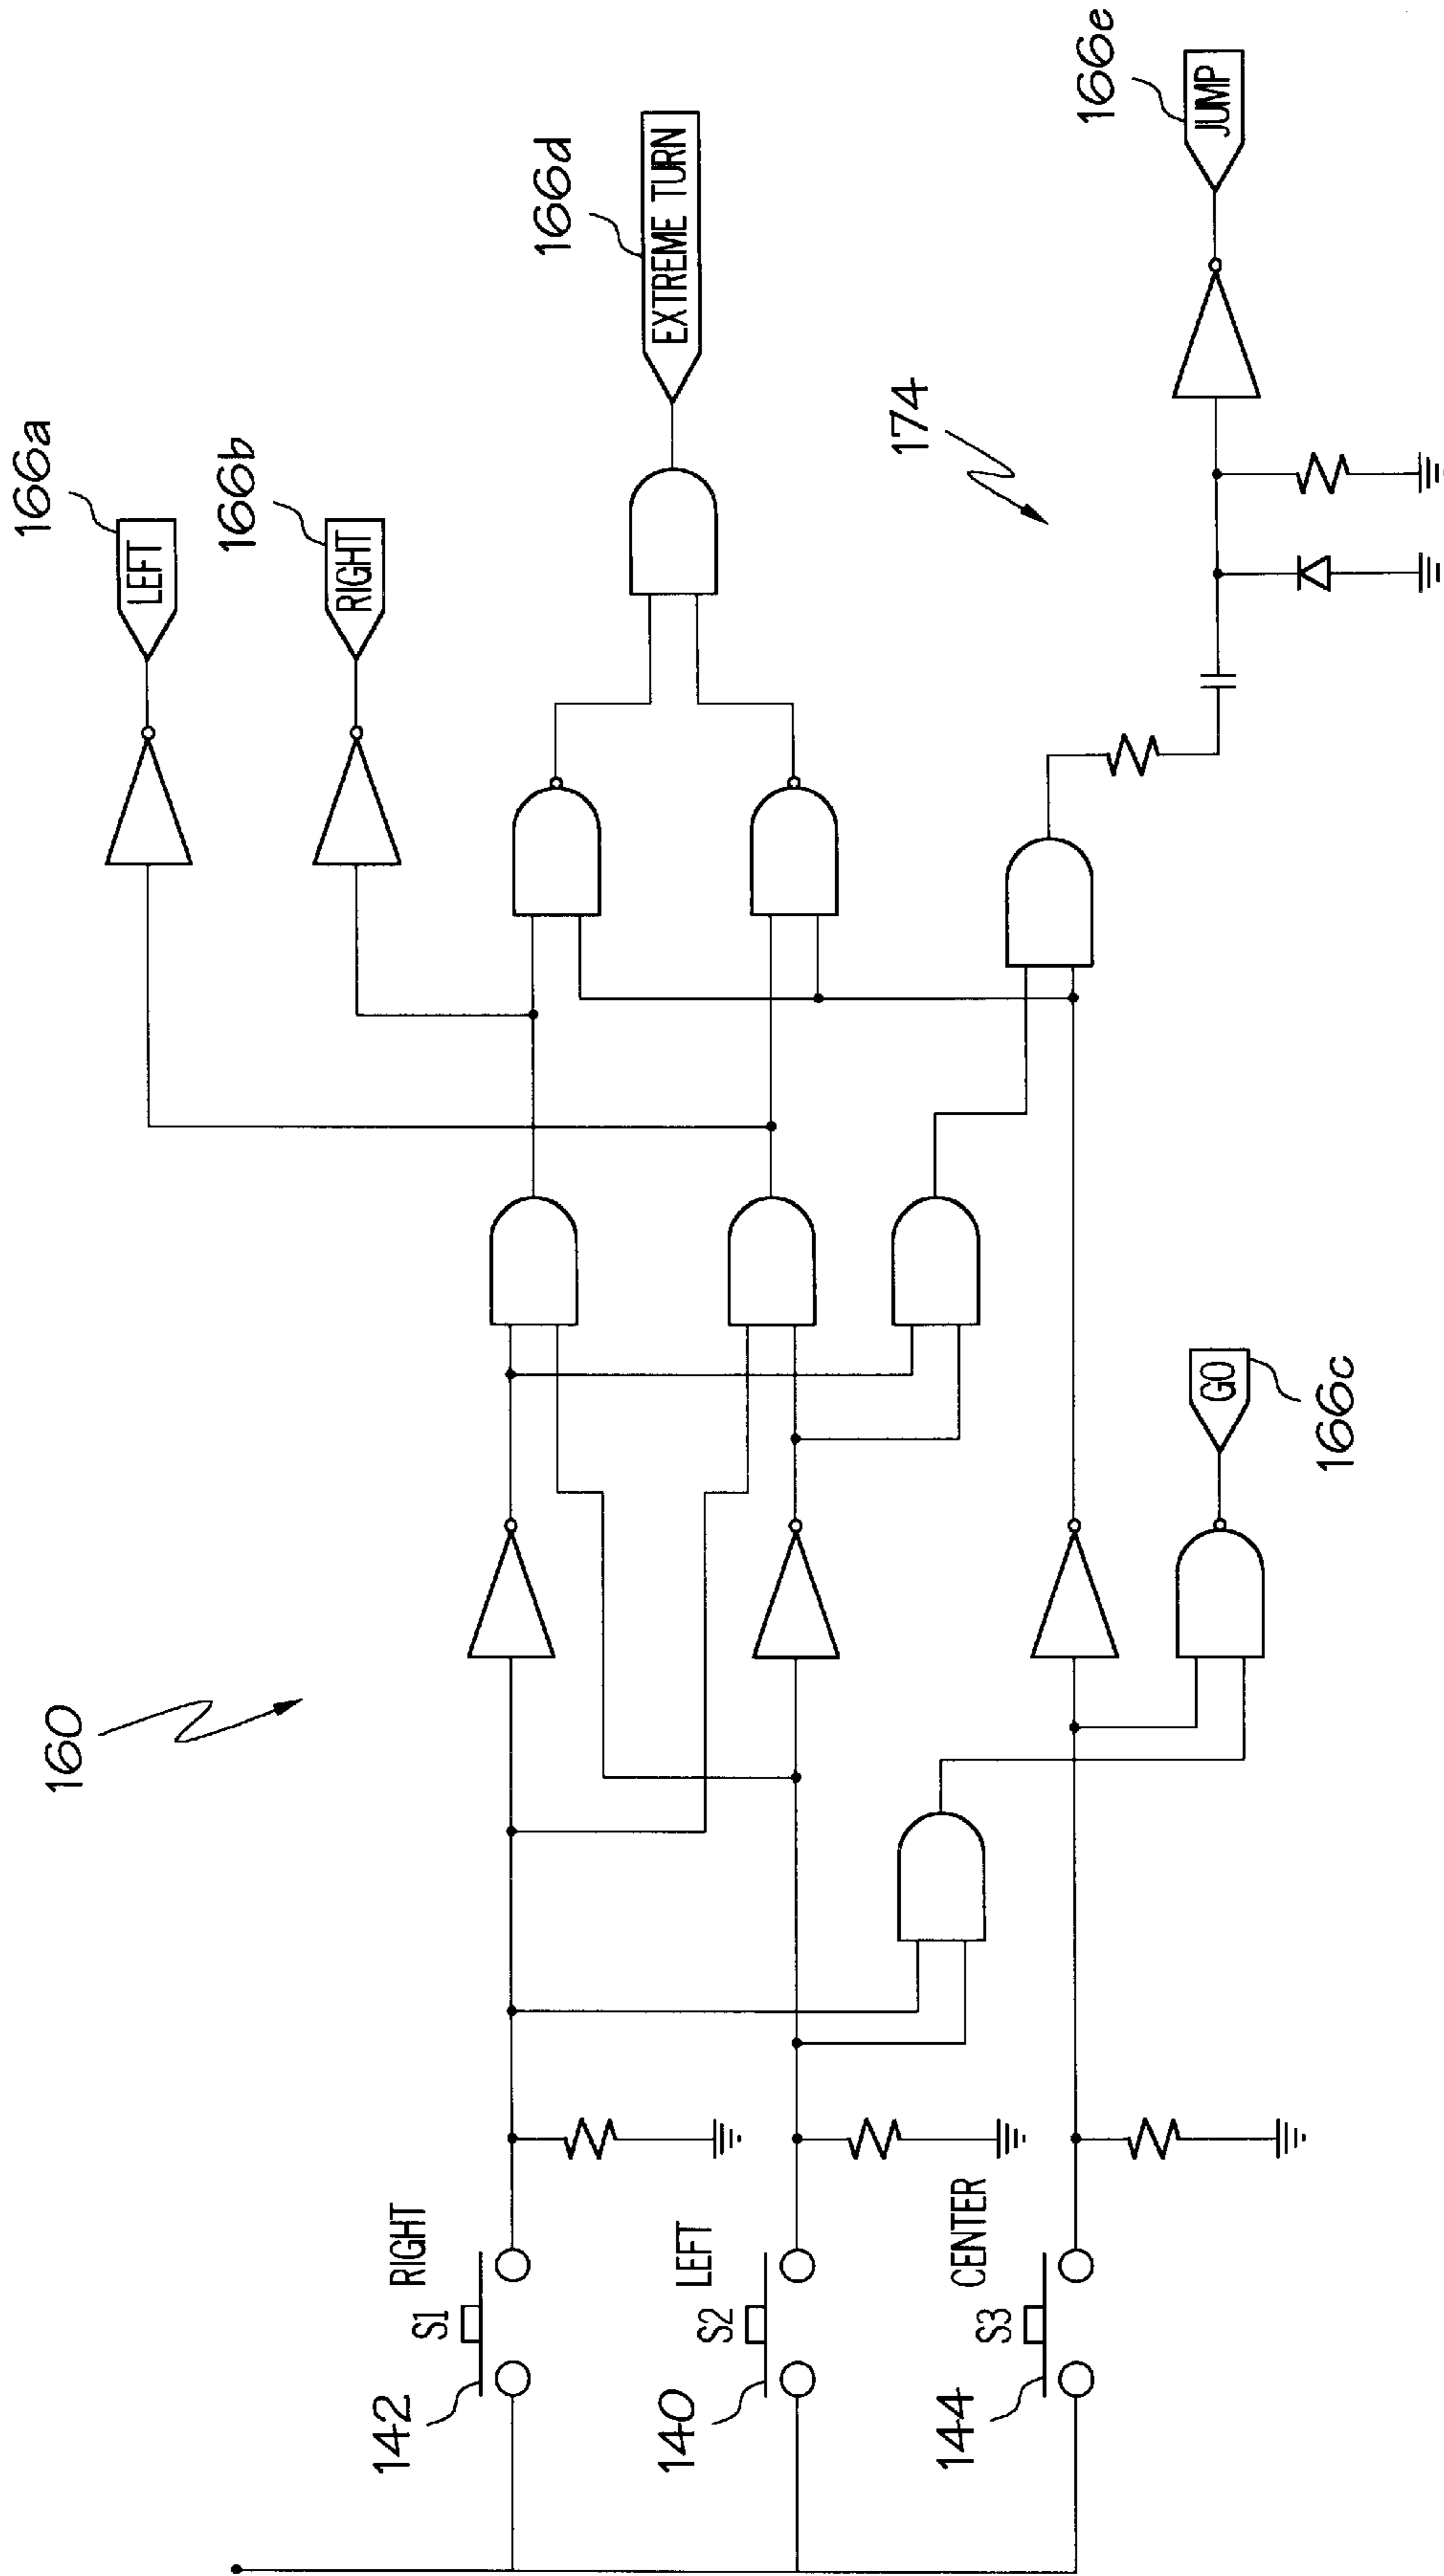 160
166a
LEFT
166b
RIGHT
166d
EXTREME TURN
174
166e
JUMP
142
S1
RIGHT
140
S2
LEFT
144
S3
CENTER
GO
166c